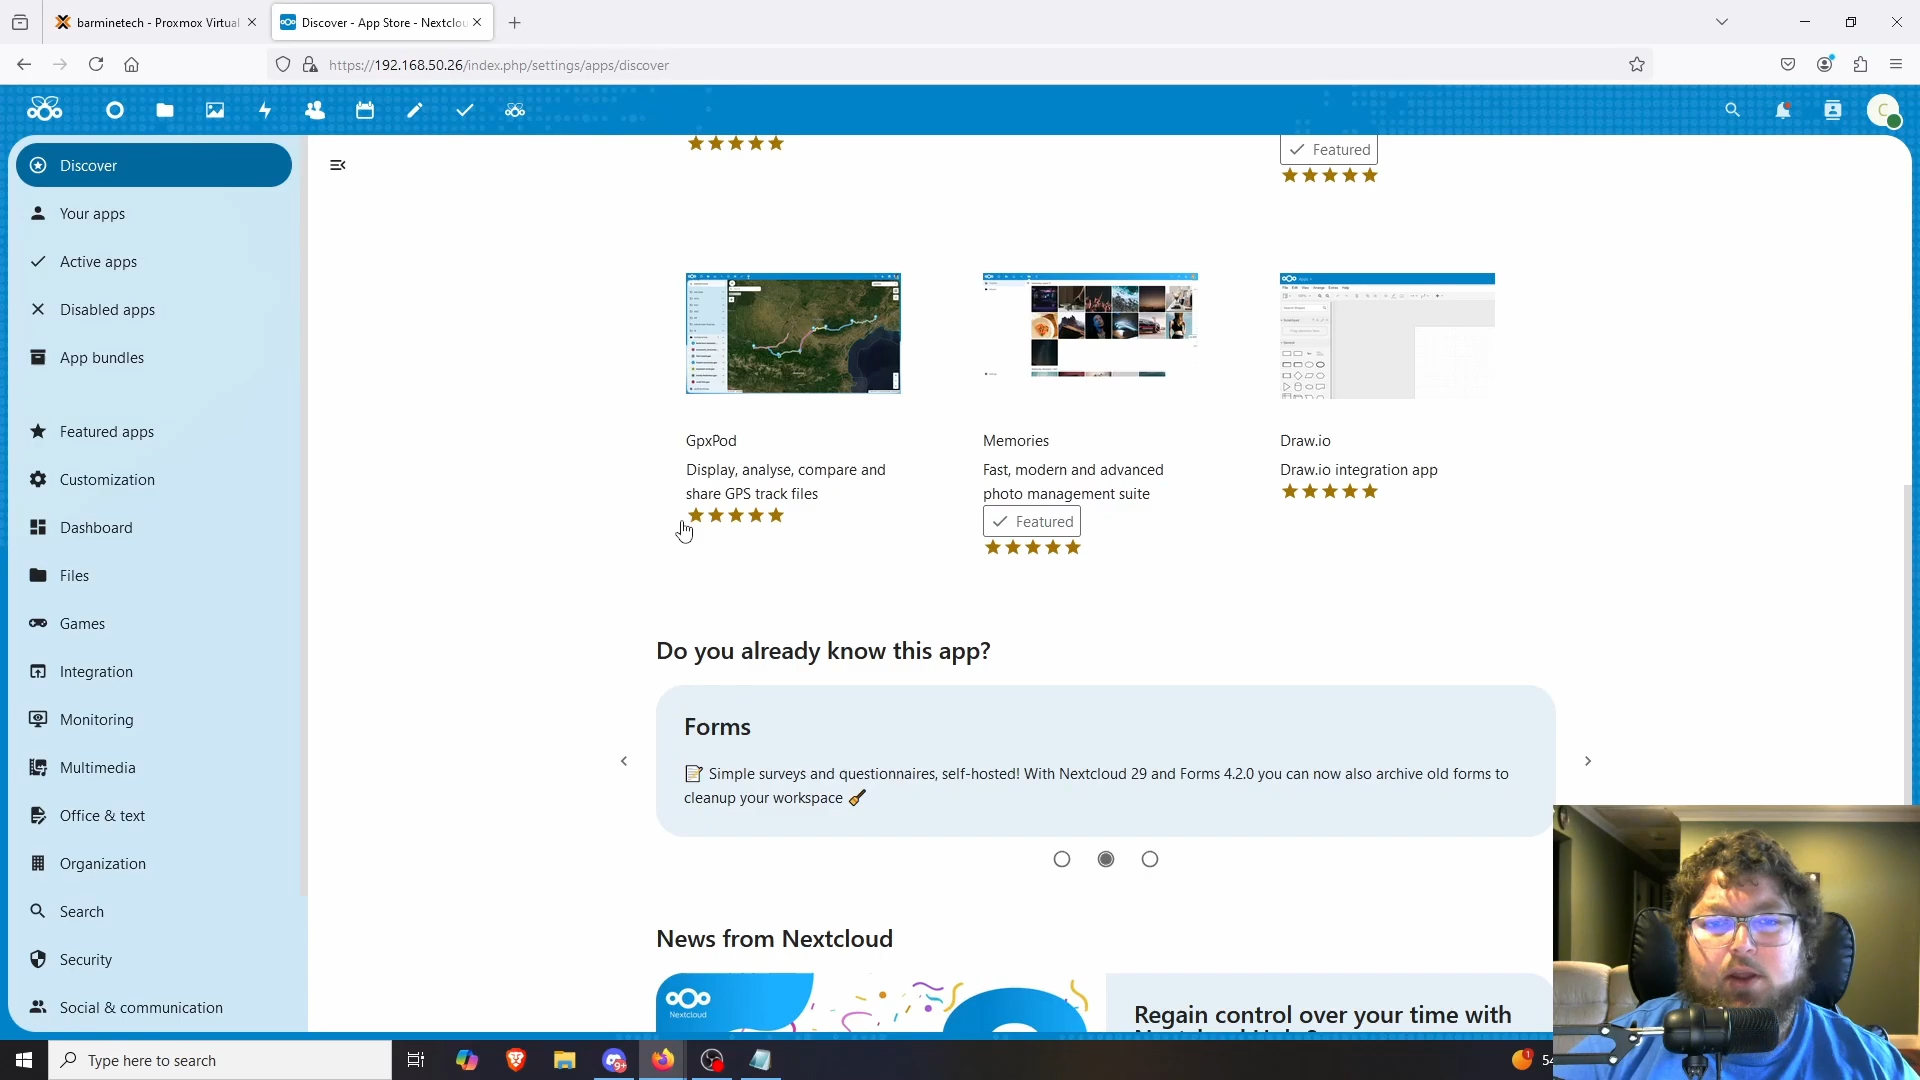 barminetech - Proxmox Virtual
Discover - App Store - Nextclou
https://192.168.50.26/index.php/settings/apps/discover
C
Discover
Your apps
Active apps
Disabled apps
App bundles
Featured apps
Customization
Dashboard
Files
Games
Integration
Monitoring
Multimedia
Office & text
Organization
Search
Security
Social & communication
Featured
GpxPod
Display, analyse, compare and
share GPS track files
Memories
Fast, modern and advanced
photo management suite
Featured
Draw.io
Draw.io integration app
Do you already know this app?
Forms
📝 Simple surveys and questionnaires, self-hosted! With Nextcloud 29 and Forms 4.2.0 you can now also archive old forms to
cleanup your workspace 🧹
News from Nextcloud
Nextcloud
Regain control over your time with
Type here to search
9+
1
54